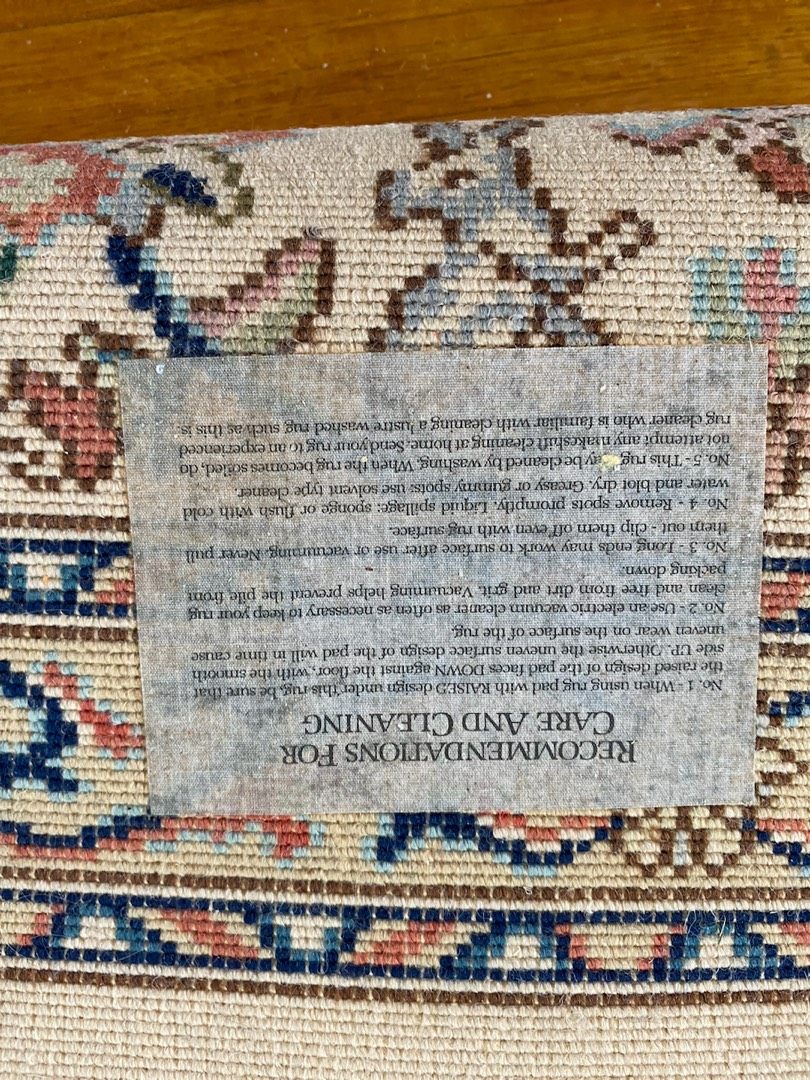 RECOMMENDATIONS FOR
CARE AND CLEANING
No. 1 - When using rug pad with RAISED design under this rug, be sure that
the raised design of the pad faces DOWN against the floor, with the smooth
side UP. Otherwise the uneven surface design of the pad will in time cause
uneven wear on the surface of the rug.
No. 2 - Use an electric vacuum cleaner as often as necessary to keep your rug
clean and free from dirt and grit. Vacuuming helps prevent the pile from
packing down.
No. 3 - Long ends may work to surface after use or vacuuming. Never pull
them out - clip them off even with rug surface.
No. 4 - Remove spots promptly. Liquid spillage: sponge or flush with cold
water and blot dry. Greasy or gummy spots: use solvent type cleaner.
No. 5 - This rug may be cleaned by washing. When the rug becomes soiled, do
not attempt any makeshift cleaning at home. Send your rug to an experienced
rug cleaner who is familiar with cleaning a lustre washed rug such as this is.